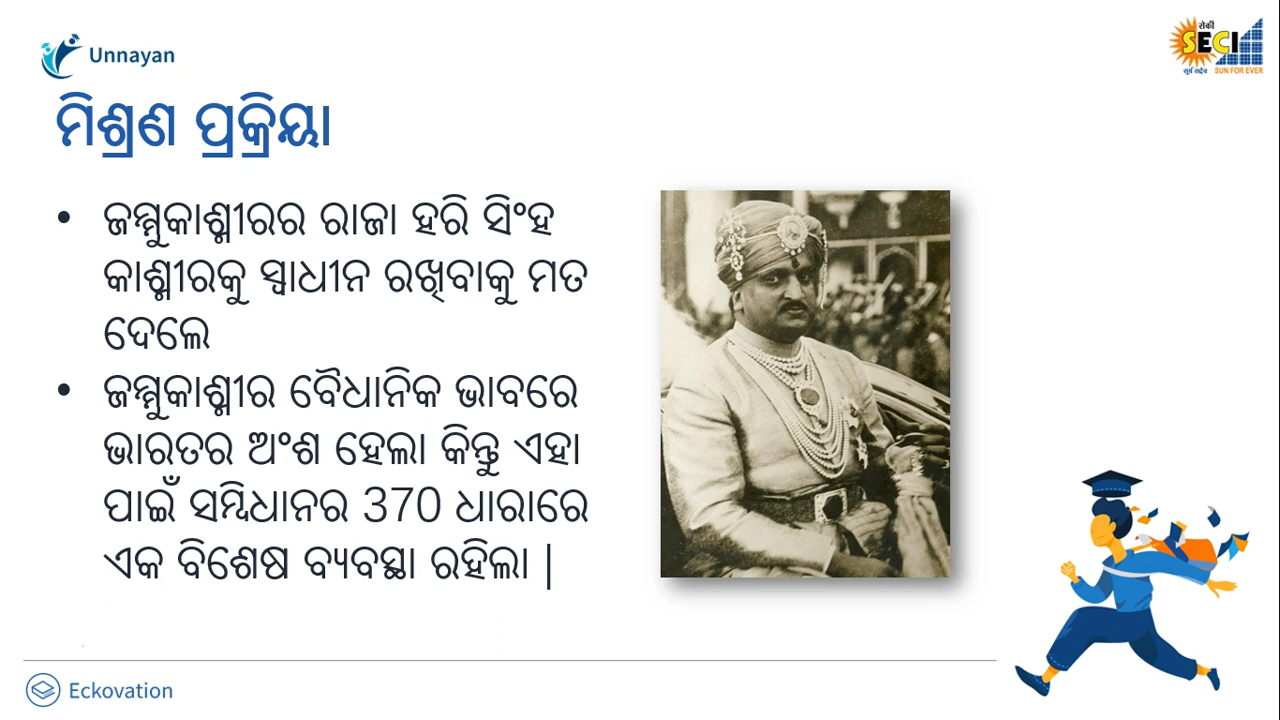 Unnayan
सेकी
SECI
सूर्य सदैव SUN FOR EVER
ମିଶ୍ରଣ ପ୍ରକ୍ରିୟା
• ଜମ୍ମୁକାଶ୍ମୀରର ରାଜା ହରି ସିଂହ
କାଶ୍ମୀରକୁ ସ୍ୱାଧୀନ ରଖିବାକୁ ମତ
ଦେଲେ
• ଜମ୍ମୁକାଶ୍ମୀର ବୈଧାନିକ ଭାବରେ
ଭାରତର ଅଂଶ ହେଲା କିନ୍ତୁ ଏହା
ପାଇଁ ସମ୍ବିଧାନର 370 ଧାରାରେ
ଏକ ବିଶେଷ ବ୍ୟବସ୍ଥା ରହିଲା |
Eckovation